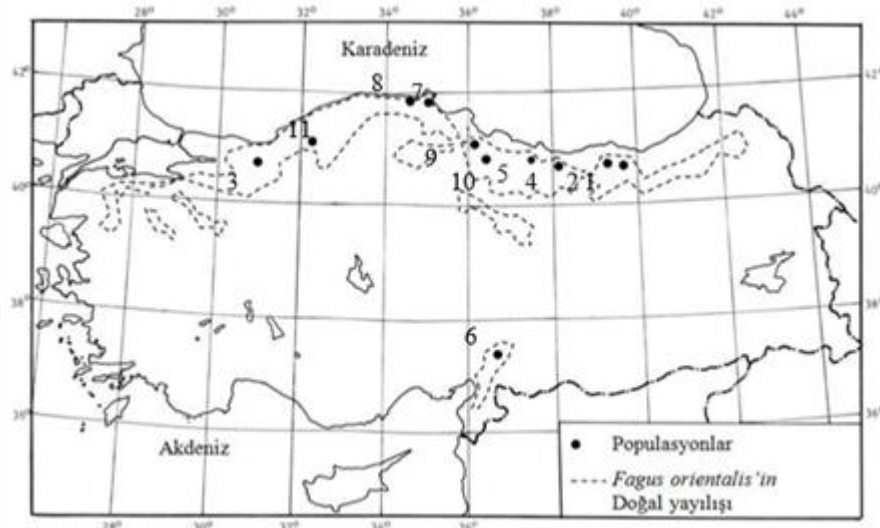 28° 30° 32° 34° 36° 38° 40° 44°
Karadeniz
42° 42°
8 7
11
3 9 10 5 4 2 1
40° 40°
38° 38°
6
36° 36°
Akdeniz
Populasyonlar
Fagus orientalis'in
Doğal yayılışı
28° 30° 32° 34° 36°